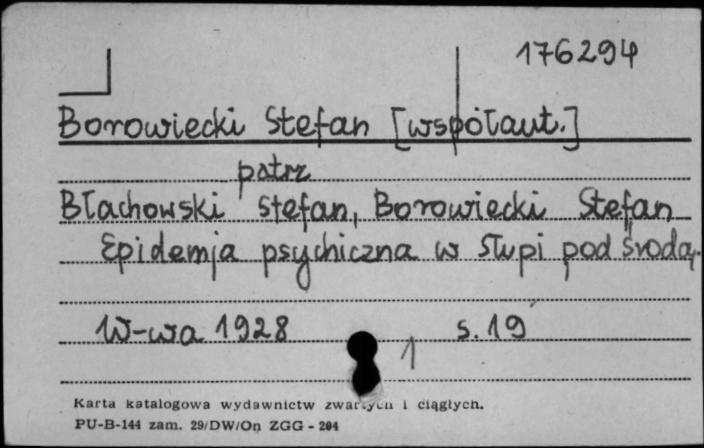 176294
Borowiecki Stefan [współaut.]
patrz
Błachowski Stefan, Borowiecki Stefan
Epidemja psychiczna w Słupi pod Środą.
W-wa 1928 s. 19
1
Karta katalogowa wydawnictw zwartych i ciągłych.
PU-B-144 zam. 29/DW/On ZGG - 204